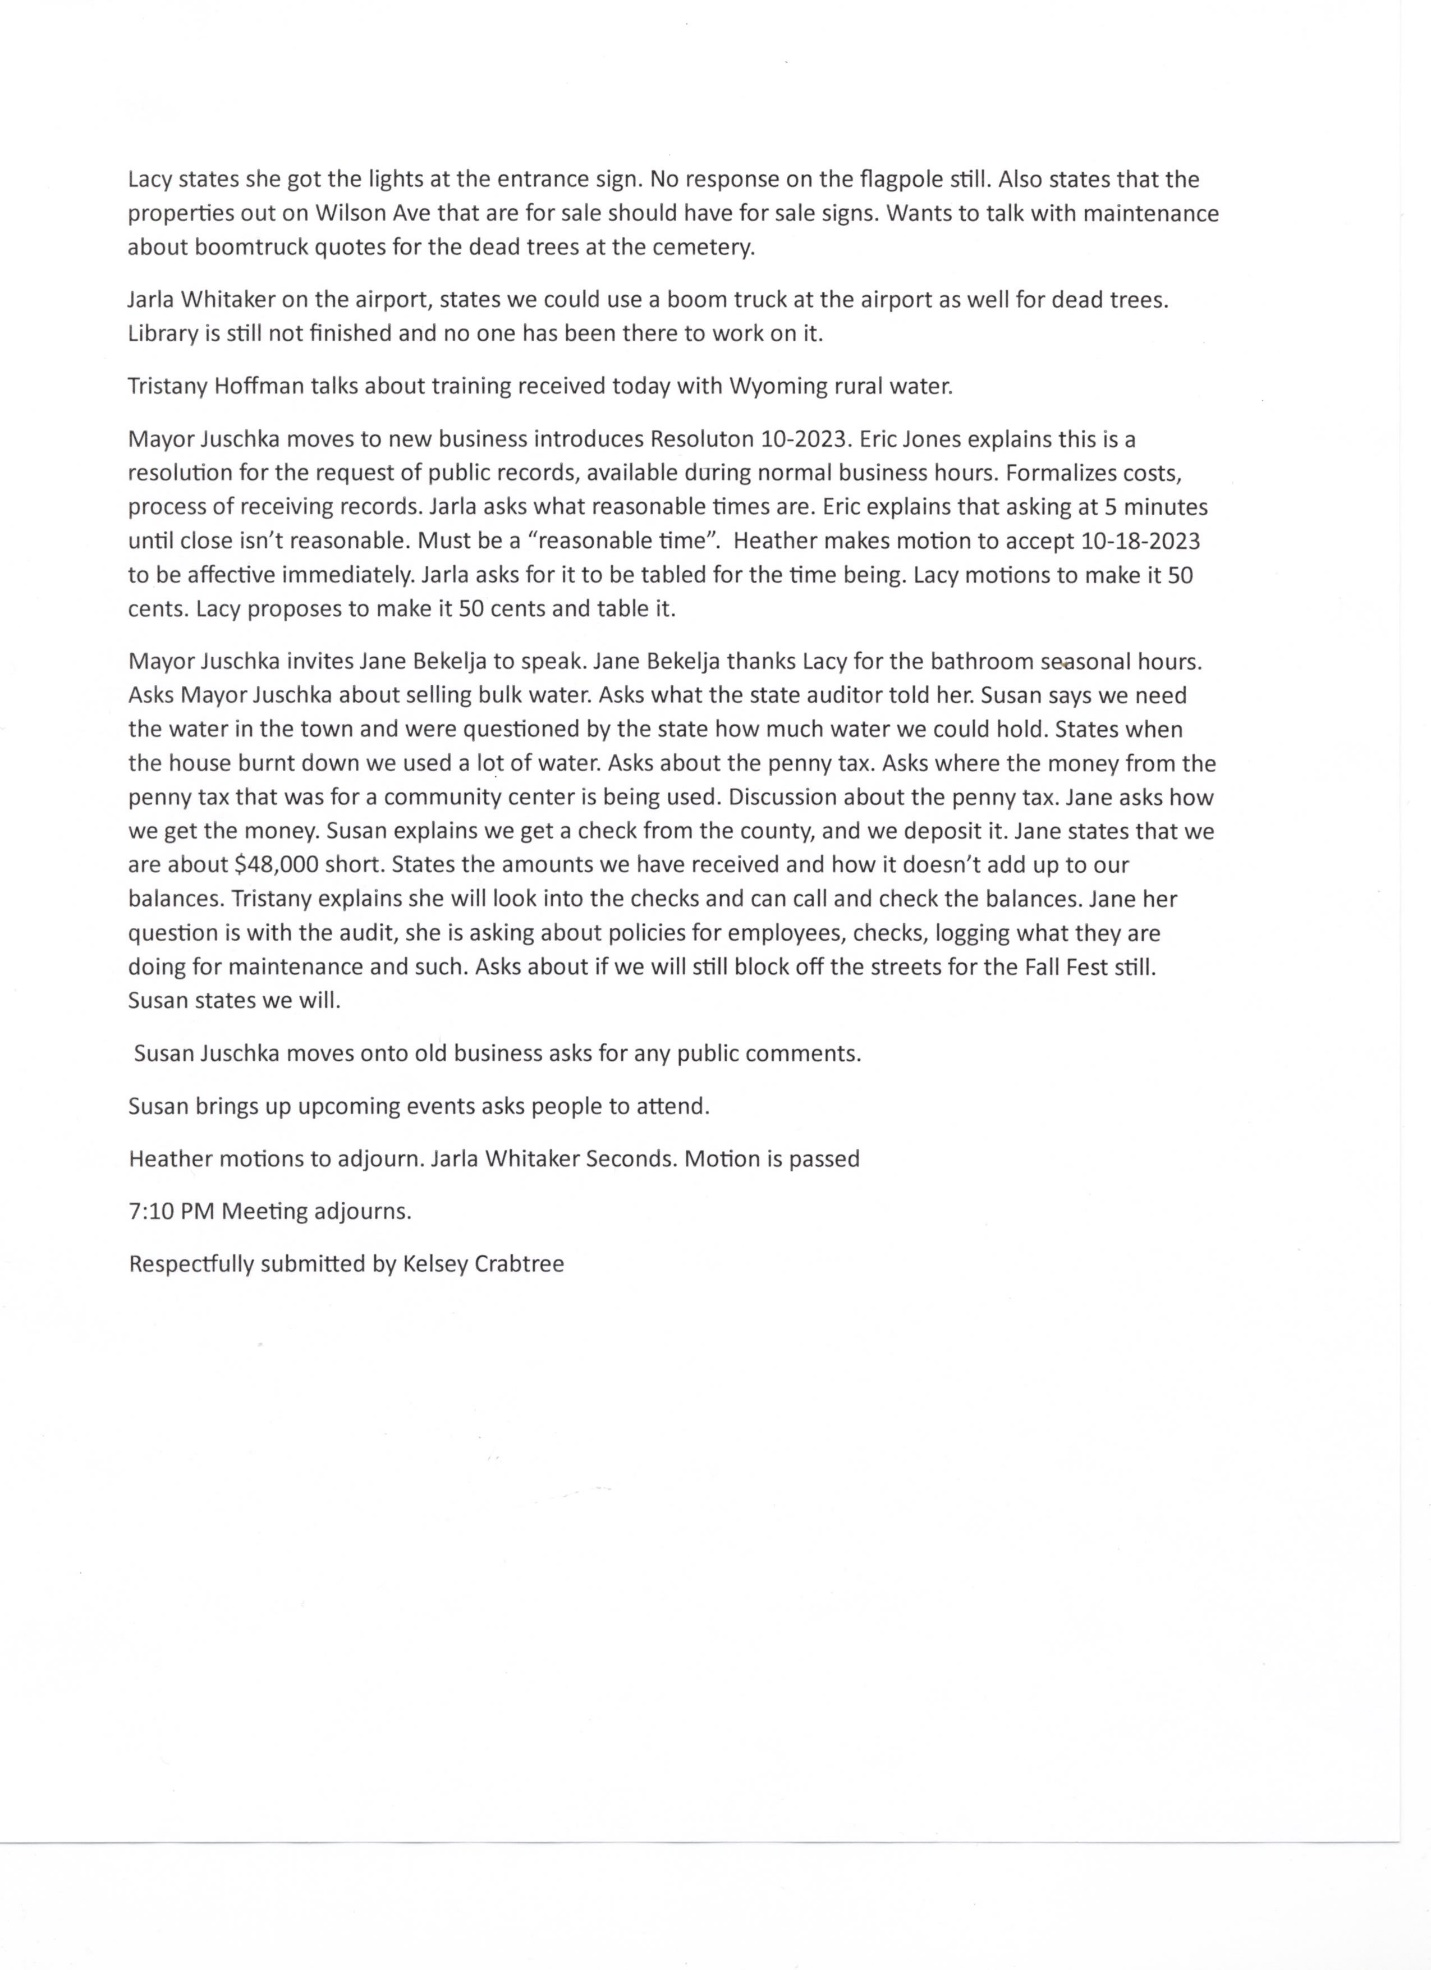 Lacy states she got the lights at the entrance sign. No response on the flagpole still. Also states that the
properties out on Wilson Ave that are for sale should have for sale signs. Wants to talk with maintenance
about boomtruck quotes for the dead trees at the cemetery.
Jarla Whitaker on the airport, states we could use a boom truck at the airport as well for dead trees.
Library is still not finished and no one has been there to work on it.
Tristany Hoffman talks about training received today with Wyoming rural water.
Mayor Juschka moves to new business introduces Resoluton 10-2023. Eric Jones explains this is a
resolution for the request of public records, available during normal business hours. Formalizes costs,
process of receiving records. Jarla asks what reasonable times are. Eric explains that asking at 5 minutes
until close isn't reasonable. Must be a “reasonable time”.  Heather makes motion to accept 10-18-2023
to be affective immediately. Jarla asks for it to be tabled for the time being. Lacy motions to make it 50
cents. Lacy proposes to make it 50 cents and table it.
Mayor Juschka invites Jane Bekelja to speak. Jane Bekelja thanks Lacy for the bathroom seasonal hours.
Asks Mayor Juschka about selling bulk water. Asks what the state auditor told her. Susan says we need
the water in the town and were questioned by the state how much water we could hold. States when
the house burnt down we used a lot of water. Asks about the penny tax. Asks where the money from the
penny tax that was for a community center is being used. Discussion about the penny tax. Jane asks how
we get the money. Susan explains we get a check from the county, and we deposit it. Jane states that we
are about $48,000 short. States the amounts we have received and how it doesn't add up to our
balances. Tristany explains she will look into the checks and can call and check the balances. Jane her
question is with the audit, she is asking about policies for employees, checks, logging what they are
doing for maintenance and such. Asks about if we will still block off the streets for the Fall Fest still.
Susan states we will.
Susan Juschka moves onto old business asks for any public comments.
Susan brings up upcoming events asks people to attend.
Heather motions to adjourn. Jarla Whitaker Seconds. Motion is passed
7:10 PM Meeting adjourns.
Respectfully submitted by Kelsey Crabtree